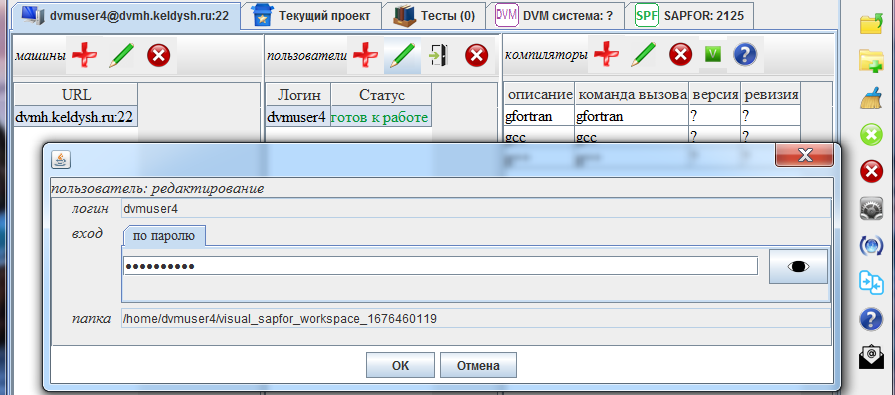 dvmuser4@dvmh.keldysh.ru:22 Текущий проект Тесты (0) DVM DVM система: ? SPF SAPFOR: 2125
машины пользователи компиляторы V ?
URL Логин Статус описание команда вызова версия ревизия
dvmh.keldysh.ru:22 dvmuser4 готов к работе gfortran gfortran ? ?
gcc gcc ? ?
пользователь: редактирование
логин dvmuser4
вход по паролю
●●●●●●●●●●
папка /home/dvmuser4/visual_sapfor_workspace_1676460119
OK Отмена